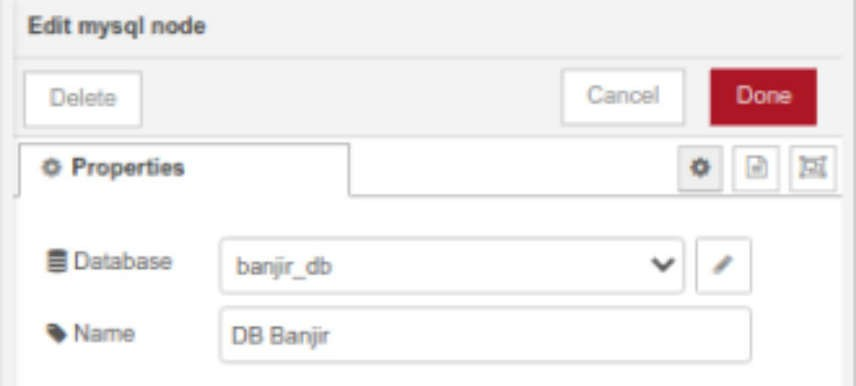 Edit mysql node
Delete Cancel Done
Properties
Database banjir_db
Name DB Banjir